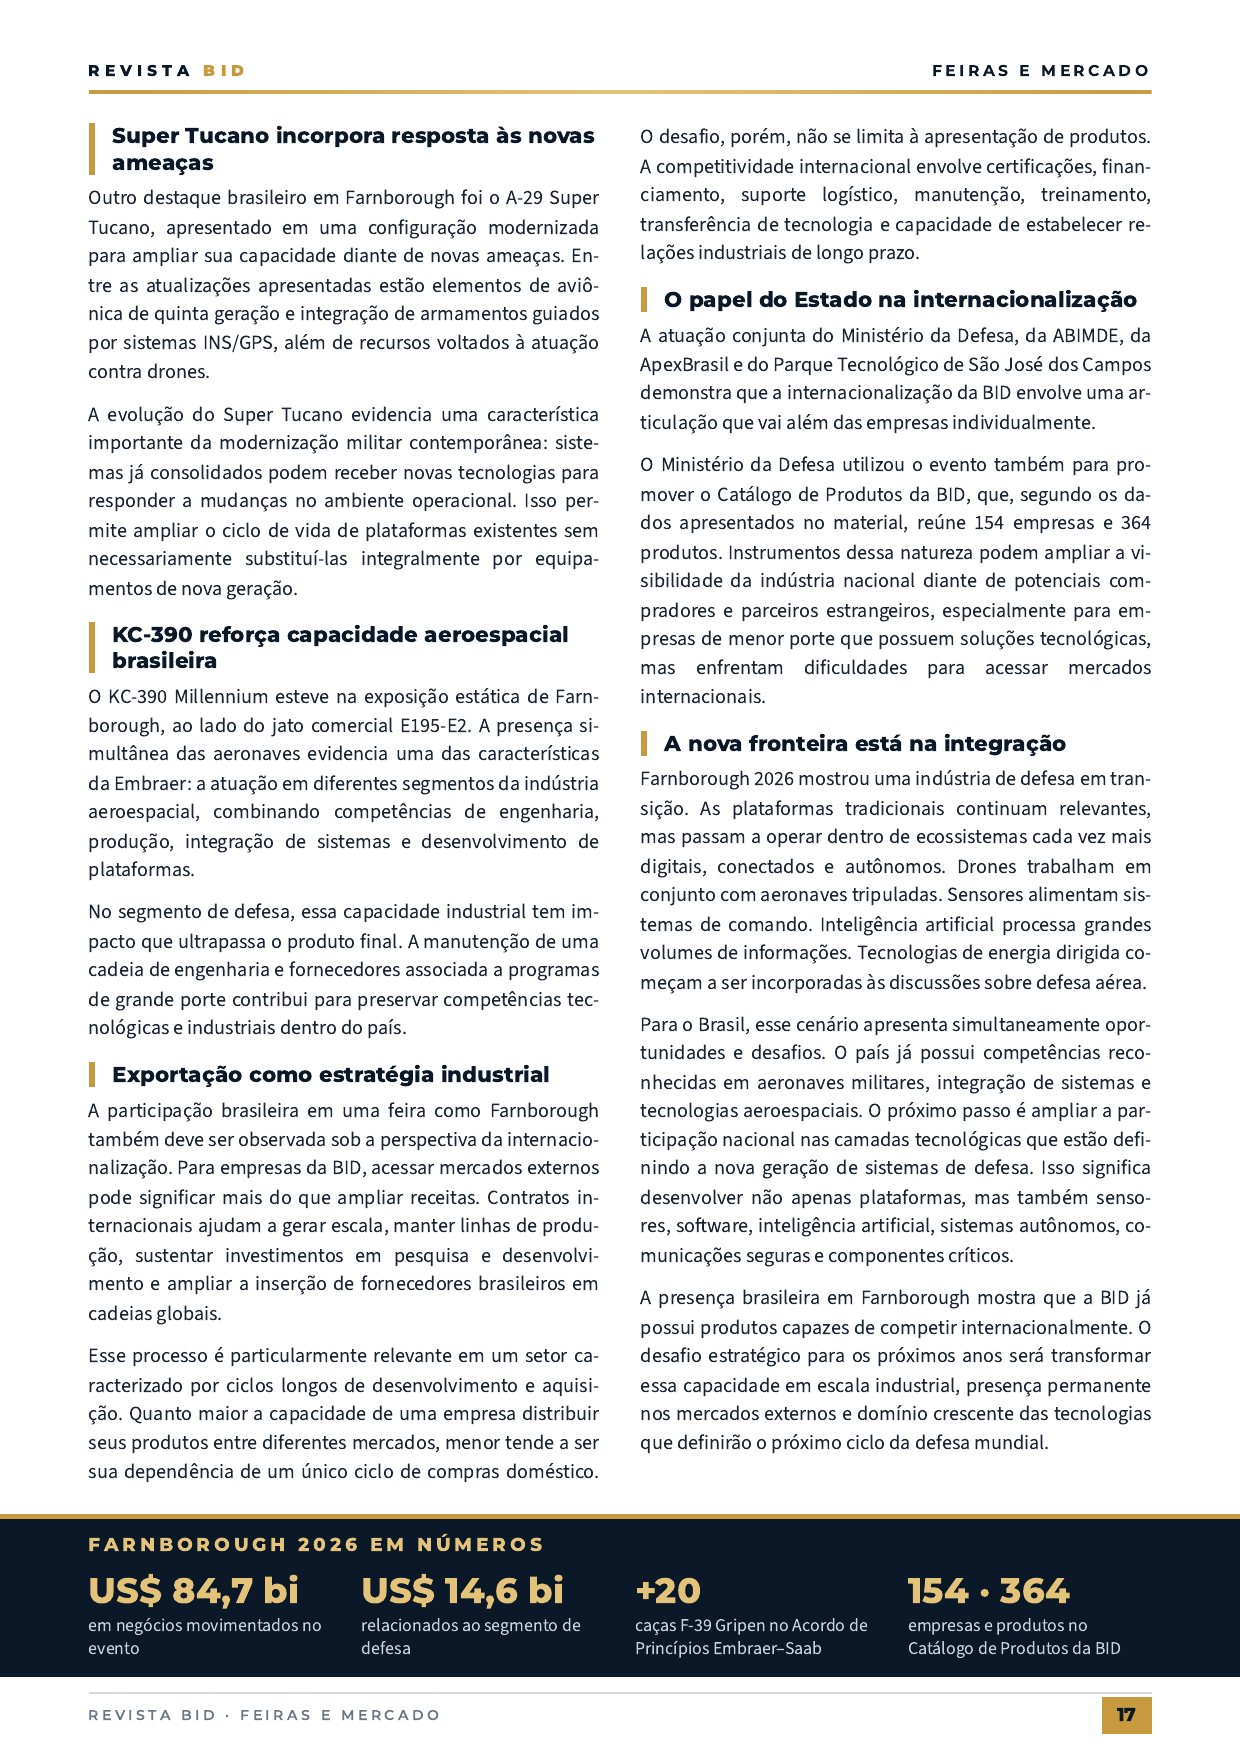 REVISTA BID
FEIRAS E MERCADO
Super Tucano incorpora resposta às novas
ameaças
Outro destaque brasileiro em Farnborough foi o A-29 Super
Tucano, apresentado em uma configuração modernizada
para ampliar sua capacidade diante de novas ameaças. En-
tre as atualizações apresentadas estão elementos de aviô-
nica de quinta geração e integração de armamentos guiados
por sistemas INS/GPS, além de recursos voltados à atuação
contra drones.
A evolução do Super Tucano evidencia uma característica
importante da modernização militar contemporânea: siste-
mas já consolidados podem receber novas tecnologias para
responder a mudanças no ambiente operacional. Isso per-
mite ampliar o ciclo de vida de plataformas existentes sem
necessariamente substituí-las integralmente por equipa-
mentos de nova geração.
KC-390 reforça capacidade aeroespacial
brasileira
O KC-390 Millennium esteve na exposição estática de Farn-
borough, ao lado do jato comercial E195-E2. A presença si-
multânea das aeronaves evidencia uma das características
da Embraer: a atuação em diferentes segmentos da indústria
aeroespacial, combinando competências de engenharia,
produção, integração de sistemas e desenvolvimento de
plataformas.
No segmento de defesa, essa capacidade industrial tem im-
pacto que ultrapassa o produto final. A manutenção de uma
cadeia de engenharia e fornecedores associada a programas
de grande porte contribui para preservar competências tec-
nológicas e industriais dentro do país.
Exportação como estratégia industrial
A participação brasileira em uma feira como Farnborough
também deve ser observada sob a perspectiva da internacio-
nalização. Para empresas da BID, acessar mercados externos
pode significar mais do que ampliar receitas. Contratos in-
ternacionais ajudam a gerar escala, manter linhas de produ-
ção, sustentar investimentos em pesquisa e desenvolvi-
mento e ampliar a inserção de fornecedores brasileiros em
cadeias globais.
Esse processo é particularmente relevante em um setor ca-
racterizado por ciclos longos de desenvolvimento e aquisi-
ção. Quanto maior a capacidade de uma empresa distribuir
seus produtos entre diferentes mercados, menor tende a ser
sua dependência de um único ciclo de compras doméstico.
O desafio, porém, não se limita à apresentação de produtos.
A competitividade internacional envolve certificações, finan-
ciamento, suporte logístico, manutenção, treinamento,
transferência de tecnologia e capacidade de estabelecer re-
lações industriais de longo prazo.
O papel do Estado na internacionalização
A atuação conjunta do Ministério da Defesa, da ABIMDE, da
ApexBrasil e do Parque Tecnológico de São José dos Campos
demonstra que a internacionalização da BID envolve uma ar-
ticulação que vai além das empresas individualmente.
O Ministério da Defesa utilizou o evento também para pro-
mover o Catálogo de Produtos da BID, que, segundo os da-
dos apresentados no material, reúne 154 empresas e 364
produtos. Instrumentos dessa natureza podem ampliar a vi-
sibilidade da indústria nacional diante de potenciais com-
pradores e parceiros estrangeiros, especialmente para em-
presas de menor porte que possuem soluções tecnológicas,
mas enfrentam dificuldades para acessar mercados
internacionais.
A nova fronteira está na integração
Farnborough 2026 mostrou uma indústria de defesa em tran-
sição. As plataformas tradicionais continuam relevantes,
mas passam a operar dentro de ecossistemas cada vez mais
digitais, conectados e autônomos. Drones trabalham em
conjunto com aeronaves tripuladas. Sensores alimentam sis-
temas de comando. Inteligência artificial processa grandes
volumes de informações. Tecnologias de energia dirigida co-
meçam a ser incorporadas às discussões sobre defesa aérea.
Para o Brasil, esse cenário apresenta simultaneamente opor-
tunidades e desafios. O país já possui competências reco-
nhecidas em aeronaves militares, integração de sistemas e
tecnologias aeroespaciais. O próximo passo é ampliar a par-
ticipação nacional nas camadas tecnológicas que estão defi-
nindo a nova geração de sistemas de defesa. Isso significa
desenvolver não apenas plataformas, mas também senso-
res, software, inteligência artificial, sistemas autônomos, co-
municações seguras e componentes críticos.
A presença brasileira em Farnborough mostra que a BID já
possui produtos capazes de competir internacionalmente. O
desafio estratégico para os próximos anos será transformar
essa capacidade em escala industrial, presença permanente
nos mercados externos e domínio crescente das tecnologias
que definirão o próximo ciclo da defesa mundial.
FARNBOROUGH 2026 EM NÚMEROS
US$ 84,7 bi
em negócios movimentados no
evento
US$ 14,6 bi
relacionados ao segmento de
defesa
+20
caças F-39 Gripen no Acordo de
Princípios Embraer–Saab
154 · 364
empresas e produtos no
Catálogo de Produtos da BID
REVISTA BID · FEIRAS E MERCADO
17